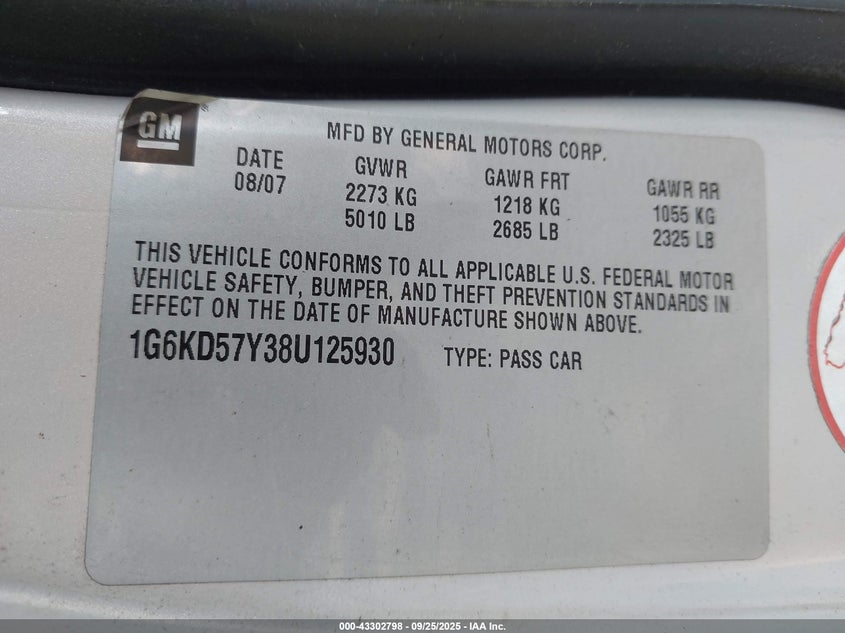 GM
MFD BY GENERAL MOTORS CORP.
DATE GVWR GAWR FRT GAWR RR
08/07 2273 KG 1218 KG 1055 KG
5010 LB 2685 LB 2325 LB
THIS VEHICLE CONFORMS TO ALL APPLICABLE U.S. FEDERAL MOTOR
VEHICLE SAFETY, BUMPER, AND THEFT PREVENTION STANDARDS IN
EFFECT ON THE DATE OF MANUFACTURE SHOWN ABOVE.
1G6KD57Y38U125930 TYPE: PASS CAR
000-43302798 - 09/25/2025 - IAA Inc.